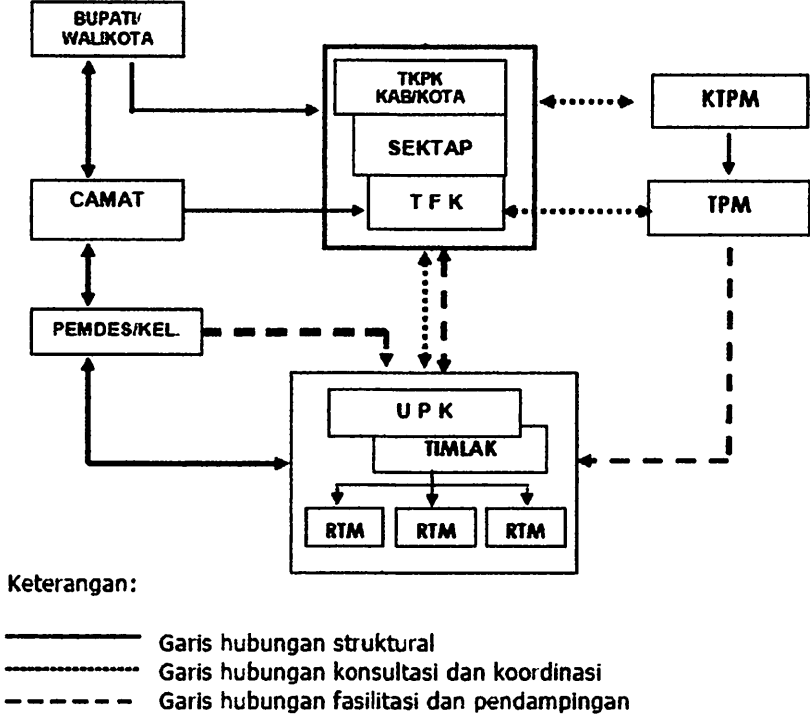 BUPATI/
WALIKOTA
TKPK
KAB/KOTA
KTPM
SEKTAP
CAMAT
T F K
TPM
PEMDES/KEL.
U P K
TIMLAK
RTM
RTM
RTM
Keterangan:
Garis hubungan struktural
Garis hubungan konsultasi dan koordinasi
Garis hubungan fasilitasi dan pendampingan